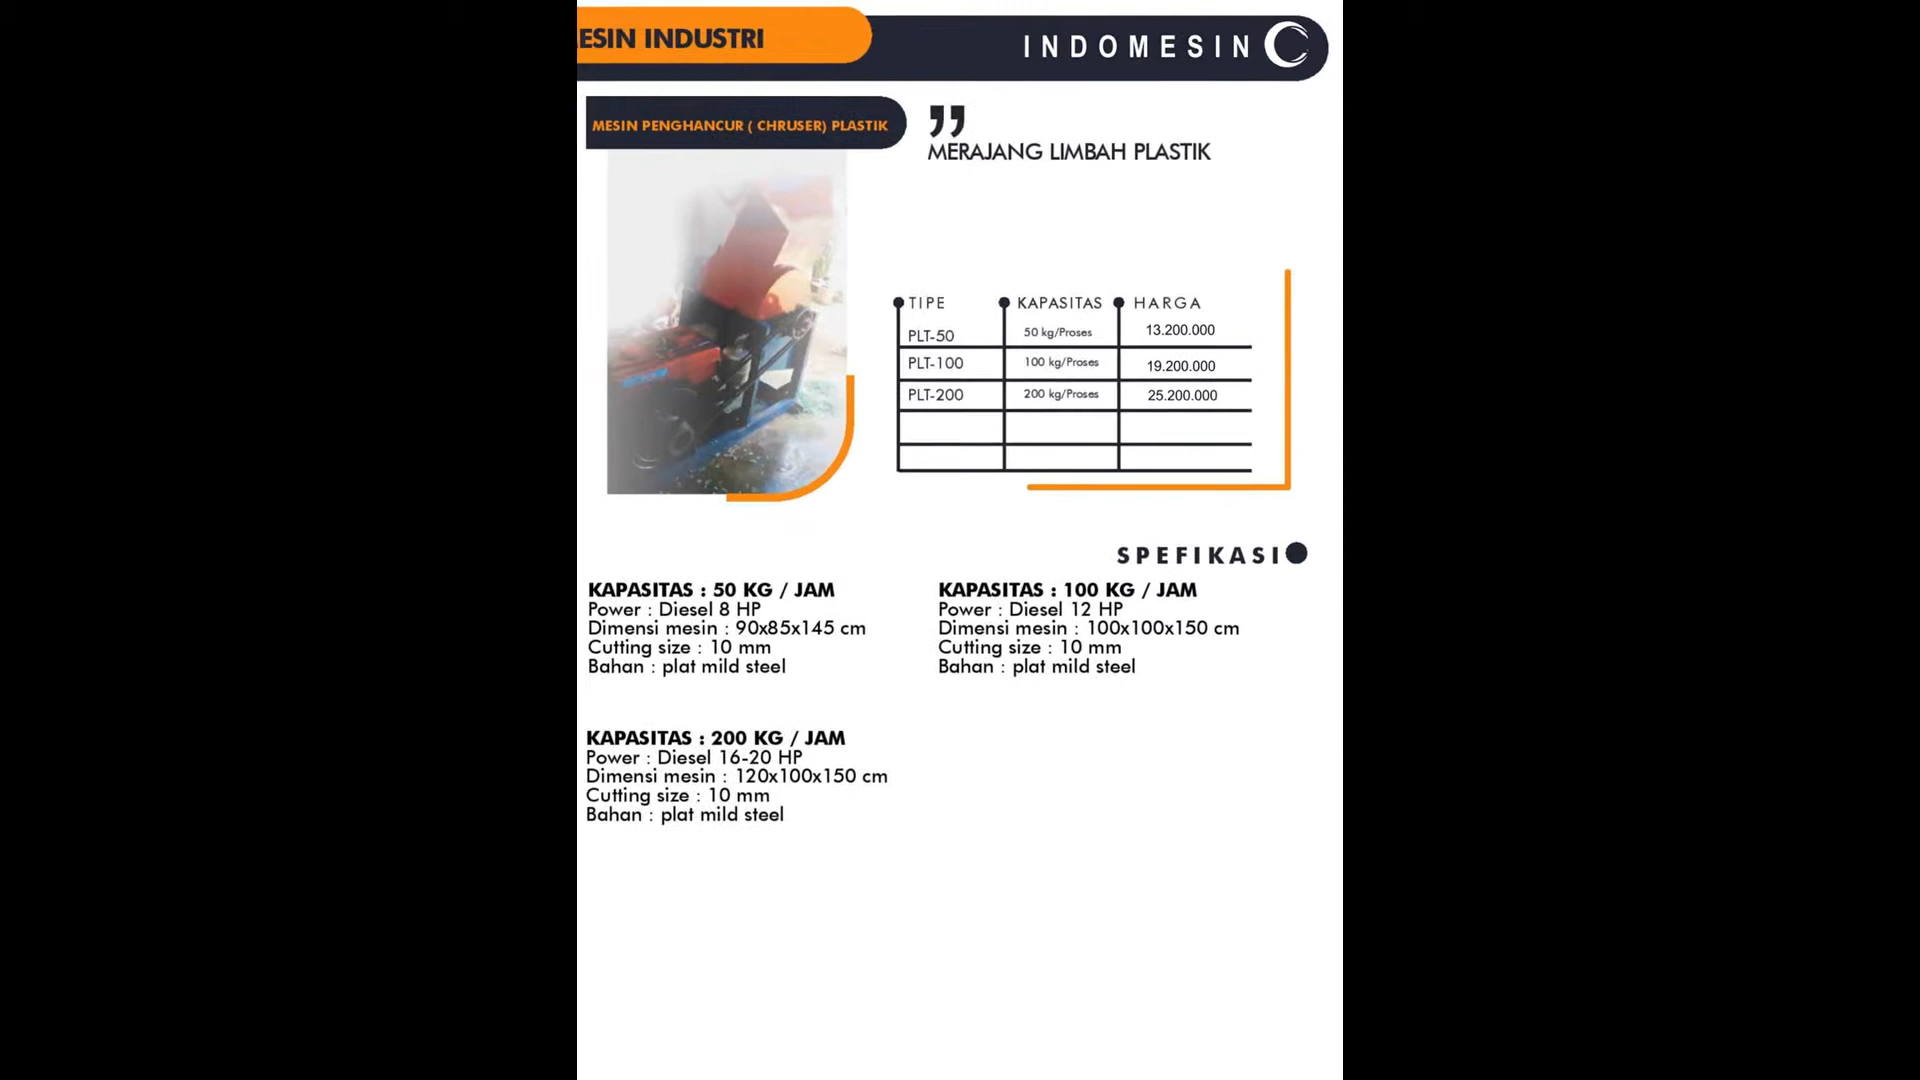 ESIN INDUSTRI
INDOMESIN
MESIN PENGHANCUR ( CHRUSER) PLASTIK
”
MERAJANG LIMBAH PLASTIK
TIPE KAPASITAS HARGA
PLT-50 50 kg/Proses 13.200.000
PLT-100 100 kg/Proses 19.200.000
PLT-200 200 kg/Proses 25.200.000
SPEFIKASI
KAPASITAS : 50 KG / JAM
Power : Diesel 8 HP
Dimensi mesin : 90x85x145 cm
Cutting size : 10 mm
Bahan : plat mild steel
KAPASITAS : 100 KG / JAM
Power : Diesel 12 HP
Dimensi mesin : 100x100x150 cm
Cutting size : 10 mm
Bahan : plat mild steel
KAPASITAS : 200 KG / JAM
Power : Diesel 16-20 HP
Dimensi mesin : 120x100x150 cm
Cutting size : 10 mm
Bahan : plat mild steel